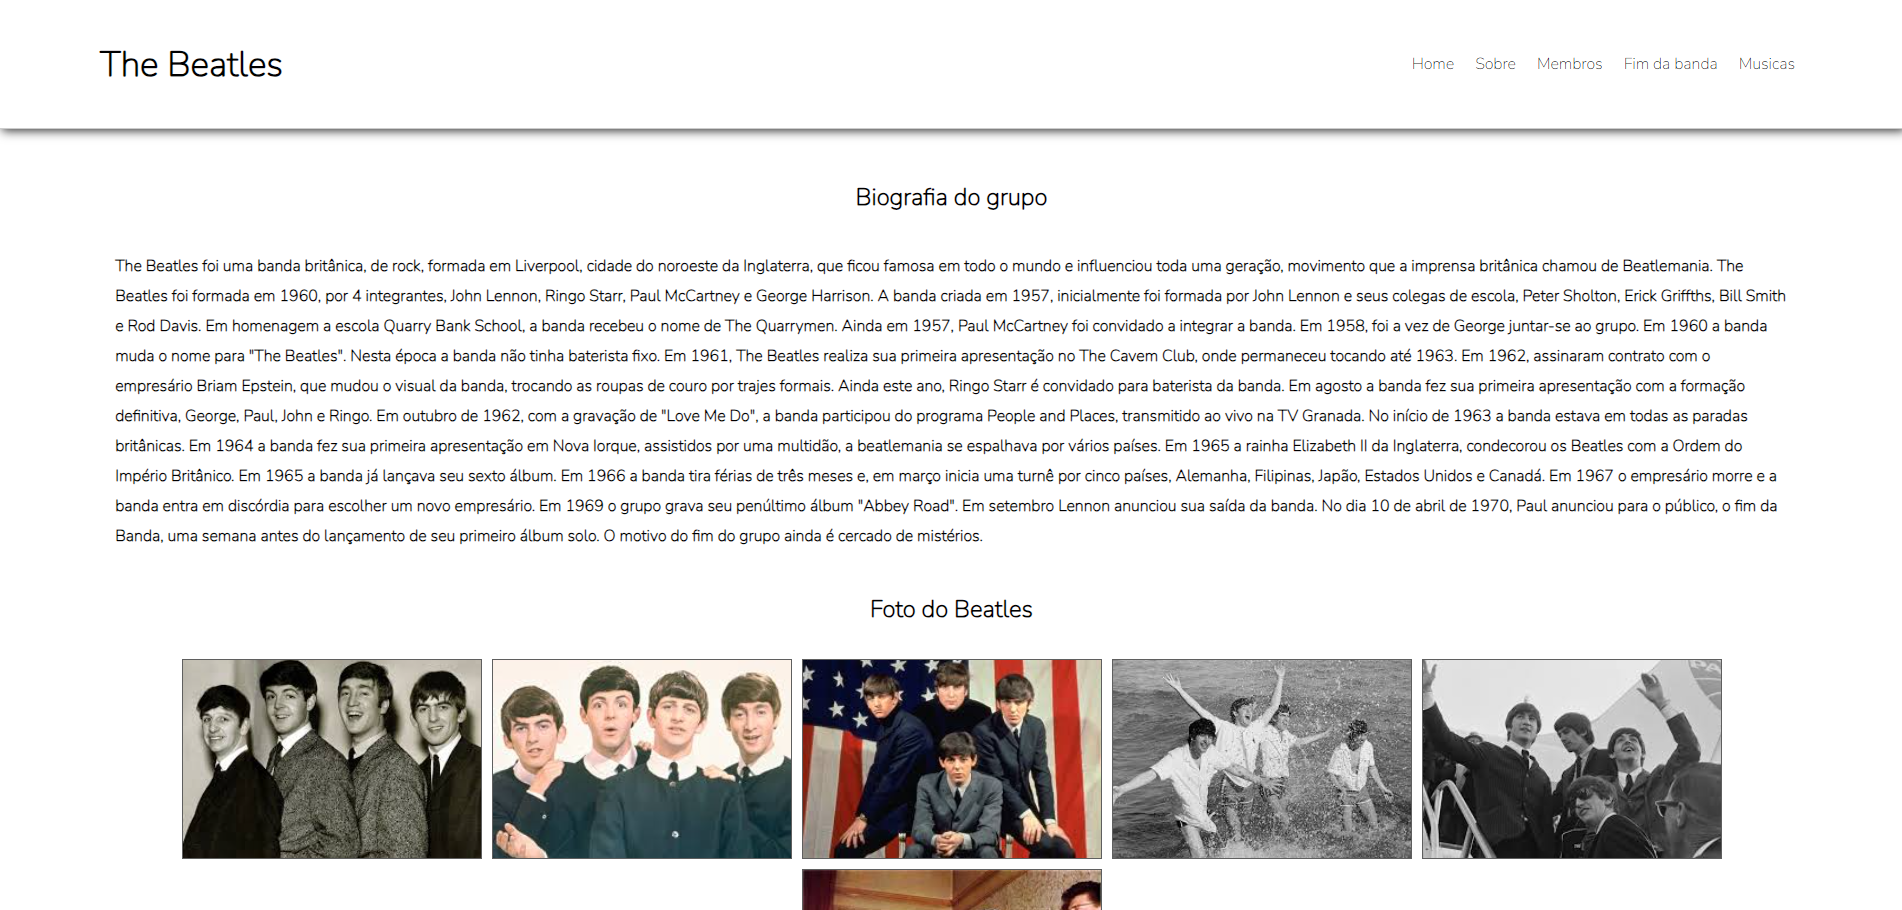 The Beatles
Home Sobre Membros Fim da banda Musicas
Biografia do grupo
The Beatles foi uma banda britânica, de rock, formada em Liverpool, cidade do noroeste da Inglaterra, que ficou famosa em todo o mundo e influenciou toda uma geração, movimento que a imprensa britânica chamou de Beatlemania. The
Beatles foi formada em 1960, por 4 integrantes, John Lennon, Ringo Starr, Paul McCartney e George Harrison. A banda criada em 1957, inicialmente foi formada por John Lennon e seus colegas de escola, Peter Sholton, Erick Griffths, Bill Smith
e Rod Davis. Em homenagem a escola Quarry Bank School, a banda recebeu o nome de The Quarrymen. Ainda em 1957, Paul McCartney foi convidado a integrar a banda. Em 1958, foi a vez de George juntar-se ao grupo. Em 1960 a banda
muda o nome para "The Beatles". Nesta época a banda não tinha baterista fixo. Em 1961, The Beatles realiza sua primeira apresentação no The Cavem Club, onde permaneceu tocando até 1963. Em 1962, assinaram contrato com o
empresário Briam Epstein, que mudou o visual da banda, trocando as roupas de couro por trajes formais. Ainda este ano, Ringo Starr é convidado para baterista da banda. Em agosto a banda fez sua primeira apresentação com a formação
definitiva, George, Paul, John e Ringo. Em outubro de 1962, com a gravação de "Love Me Do", a banda participou do programa People and Places, transmitido ao vivo na TV Granada. No início de 1963 a banda estava em todas as paradas
britânicas. Em 1964 a banda fez sua primeira apresentação em Nova Iorque, assistidos por uma multidão, a beatlemania se espalhava por vários países. Em 1965 a rainha Elizabeth II da Inglaterra, condecorou os Beatles com a Ordem do
Império Britânico. Em 1965 a banda já lançava seu sexto álbum. Em 1966 a banda tira férias de três meses e, em março inicia uma turnê por cinco países, Alemanha, Filipinas, Japão, Estados Unidos e Canadá. Em 1967 o empresário morre e a
banda entra em discórdia para escolher um novo empresário. Em 1969 o grupo grava seu penúltimo álbum "Abbey Road". Em setembro Lennon anunciou sua saída da banda. No dia 10 de abril de 1970, Paul anunciou para o público, o fim da
Banda, uma semana antes do lançamento de seu primeiro álbum solo. O motivo do fim do grupo ainda é cercado de mistérios.
Foto do Beatles